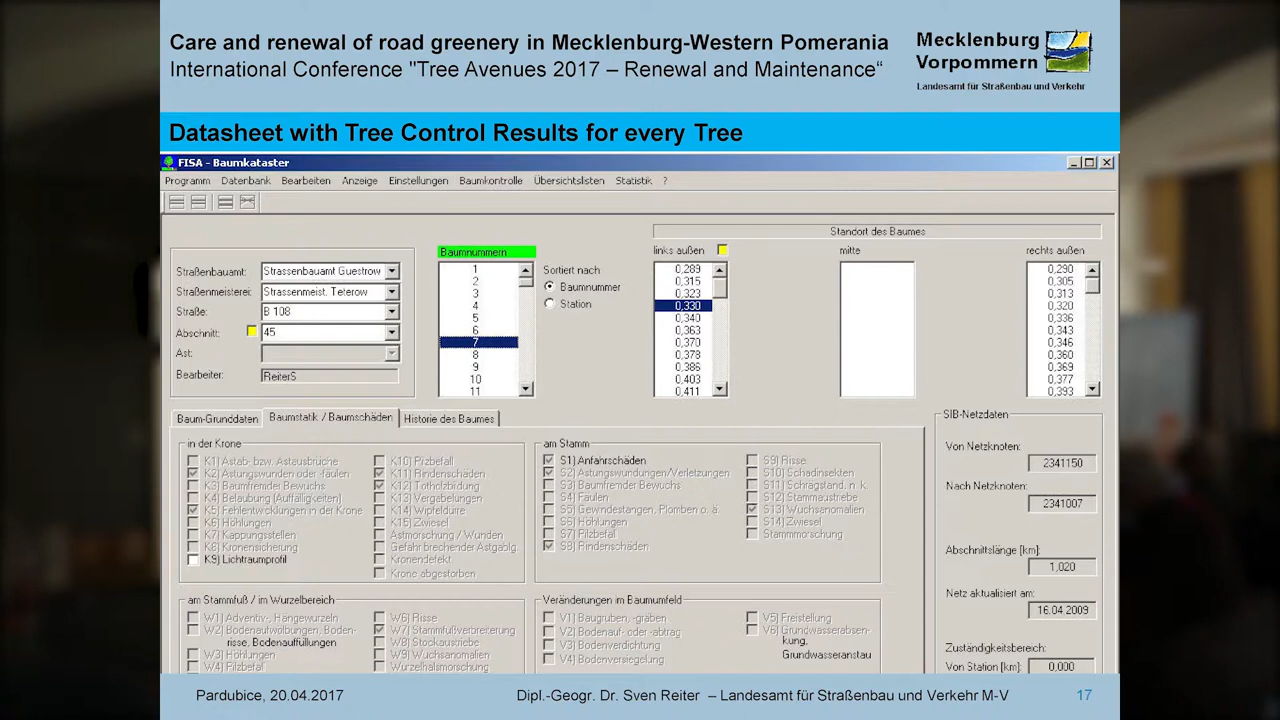 Care and renewal of road greenery in Mecklenburg-Western Pomerania
International Conference "Tree Avenues 2017 – Renewal and Maintenance“
Mecklenburg
Vorpommern
Landesamt für Straßenbau und Verkehr
Datasheet with Tree Control Results for every Tree
FISA - Baumkataster
Programm Datenbank Bearbeiten Anzeige Einstellungen Baumkontrolle Übersichtslisten Statistik ?
Standort des Baumes
Baumnummern
links außen
mitte
rechts außen
Straßenbauamt: Strassenbauamt Guestrow
Straßenmeisterei: Strassenmeist. Teterow
Straße: B 108
Abschnitt: 45
Ast:
Bearbeiter: ReiterS
1
2
3
4
5
6
7
8
9
10
11
Sortiert nach
Baumnummer
Station
0,289
0,315
0,323
0,330
0,340
0,363
0,370
0,378
0,386
0,403
0,411
0,290
0,305
0,313
0,320
0,336
0,343
0,346
0,360
0,369
0,377
0,393
Baum-Grunddaten Baumstatik / Baumschäden Historie des Baumes
in der Krone
K1) Astab- bzw. Astausbrüche
K2) Astungswunden oder -fäulen
K3) Baumfremder Bewuchs
K4) Belaubung (Auffälligkeiten)
K5) Fehlentwicklungen in der Krone
K6) Höhlungen
K7) Kappungsstellen
K8) Kronensicherung
K9) Lichtraumprofil
K10) Pilzbefall
K11) Rindenschäden
K12) Totholzbildung
K13) Vergabelungen
K14) Wipfeldürre
K15) Zwiesel
Astmorschung / Wunden
Gefahr brechender Astgablg.
Kronendefekt
Krone abgestorben
am Stamm
S1) Anfahrschäden
S2) Astungswundungen/Verletzungen
S3) Baumfremder Bewuchs
S4) Fäulen
S5) Gewindestangen, Plomben o. ä.
S6) Höhlungen
S7) Pilzbefall
S8) Rindenschäden
S9) Risse
S10) Schadinsekten
S11) Schrägstand. n. k.
S12) Stammaustriebe
S13) Wuchsanomalien
S14) Zwiesel
Stammmorschung
am Stammfuß / im Wurzelbereich
W1) Adventiv-, Hängewurzeln
W2) Bodenaufwölbungen, Boden-
risse, Bodenauffüllungen
W3) Höhlungen
W4) Pilzbefal
W6) Risse
W7) Stammfußverbreiterung
W8) Stockaustriebe
W9) Wuchsanomalien
Wurzelhalsmorschung
Veränderungen im Baumumfeld
V1) Baugruben, -gräben
V2) Bodenauf- oder -abtrag
V3) Bodenverdichtung
V4) Bodenversiegelung
V5) Freistellung
V6) Grundwasserabsen-
kung,
Grundwasseranstau
SIB-Netzdaten
Von Netzknoten:
2341150
Nach Netzknoten:
2341007
Abschnittslänge [km]:
1,020
Netz aktualisiert am:
16.04.2009
Zuständigkeitsbereich:
Von Station [km]: 0,000
Pardubice, 20.04.2017
Dipl.-Geogr. Dr. Sven Reiter – Landesamt für Straßenbau und Verkehr M-V
17